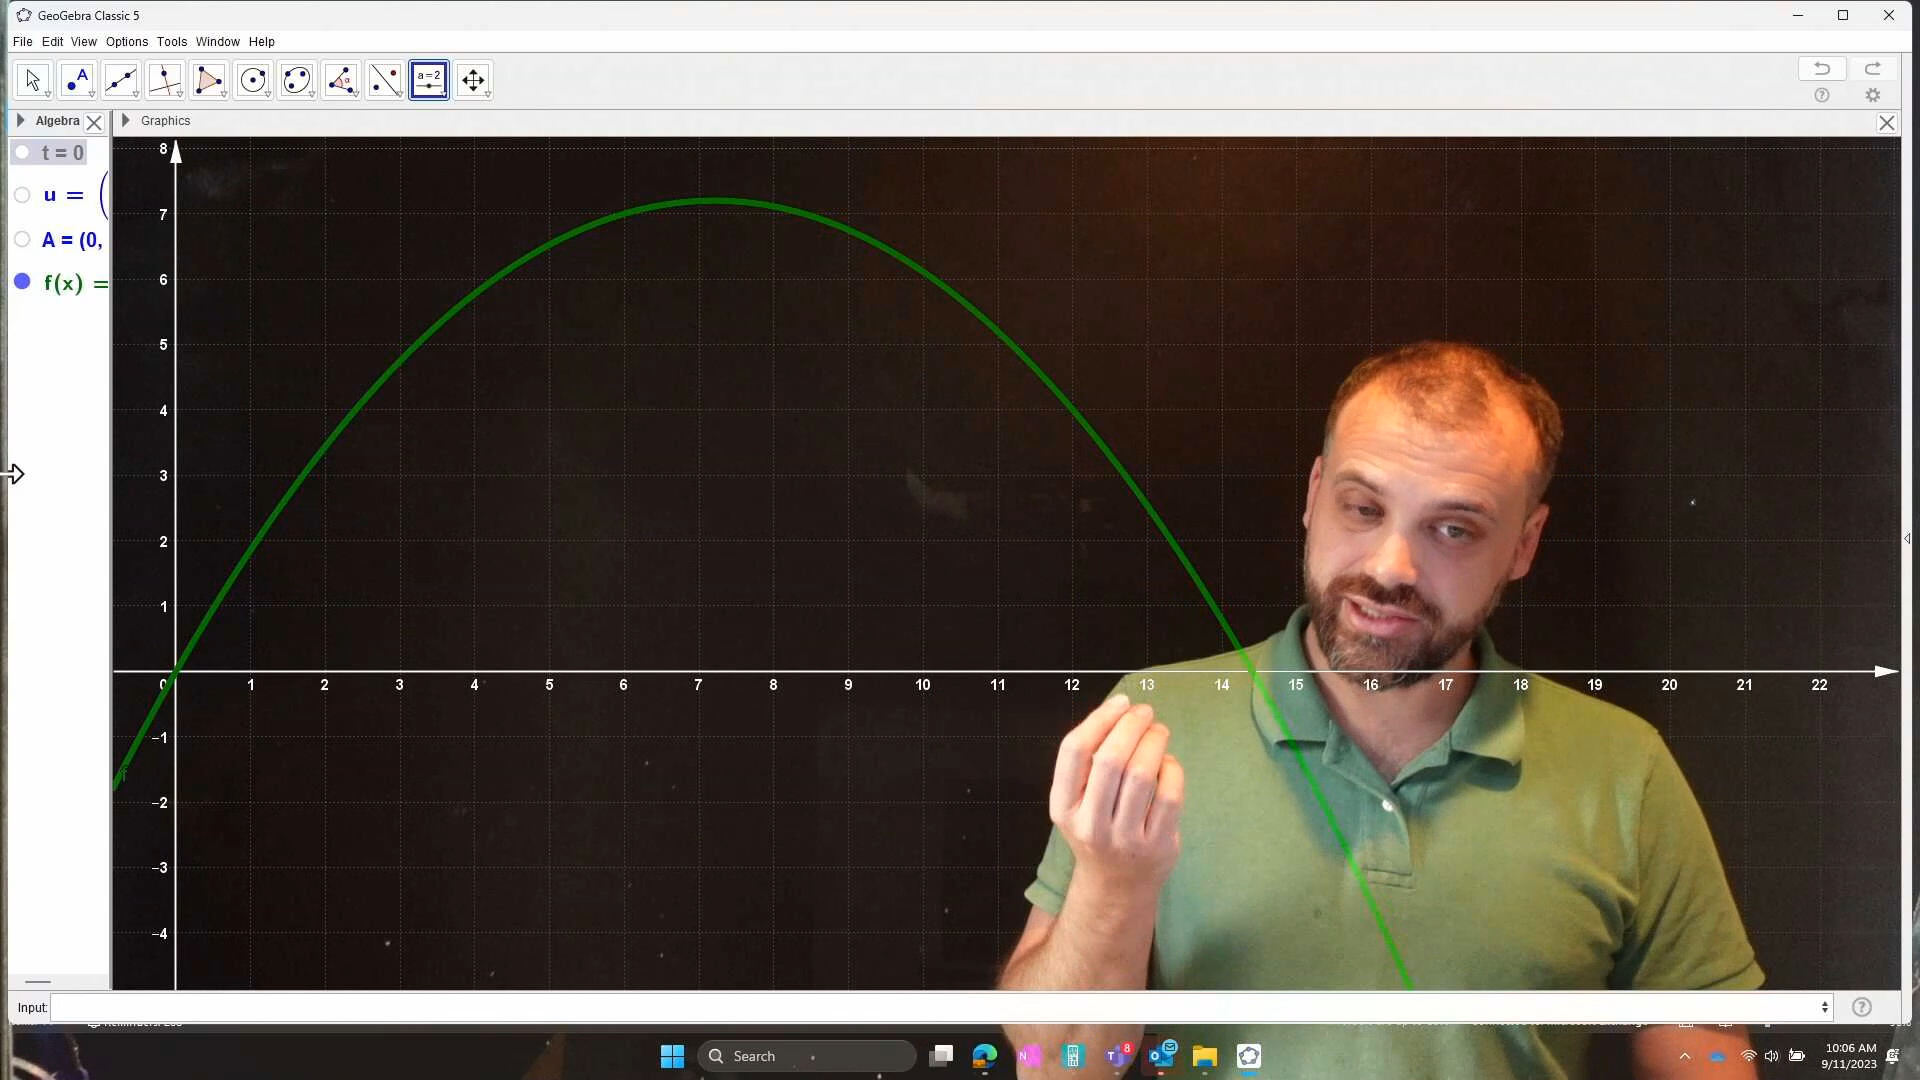 GeoGebra Classic 5
File Edit View Options Tools Window Help
A
α
a=2
Algebra
Graphics
t = 0
u = (
A = (0,
f(x) =
8
7
6
5
4
3
2
1
0 1 2 3 4 5 6 7 8 9 10 11 12 13 14 15 16 17 18 19 20 21 22
−1
f
−2
−3
−4
Input:
Search
8
10:06 AM
9/11/2023